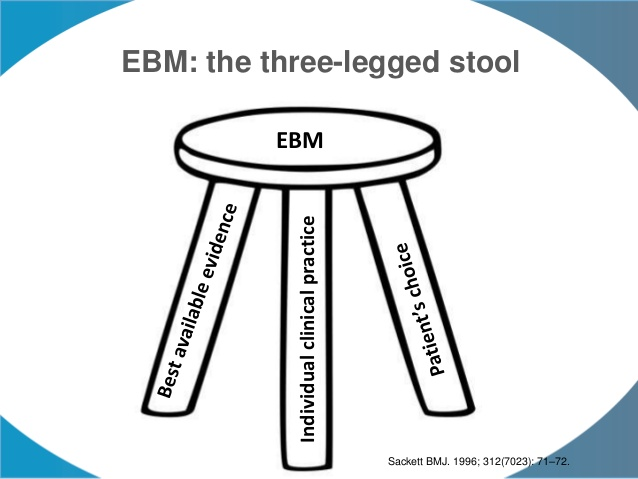 EBM: the three-legged stool
EBM
Best available evidence
Individual clinical practice
Patient's choice
Sackett BMJ. 1996; 312(7023): 71–72.